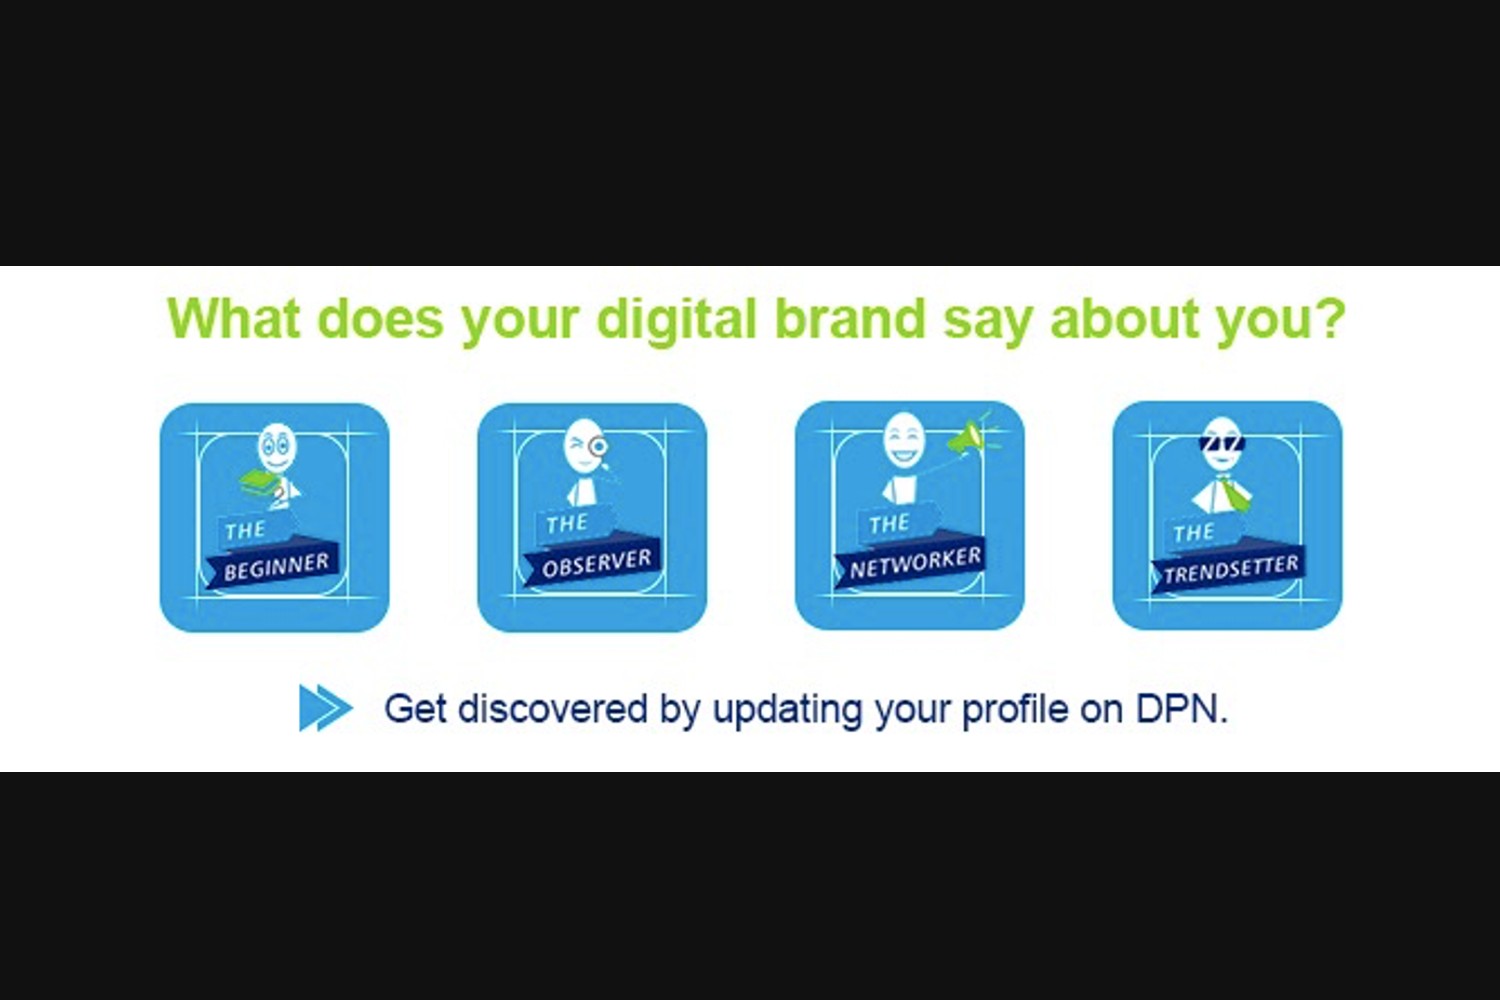 What does your digital brand say about you?
THE
BEGINNER
THE
OBSERVER
THE
NETWORKER
THE
TRENDSETTER
Get discovered by updating your profile on DPN.